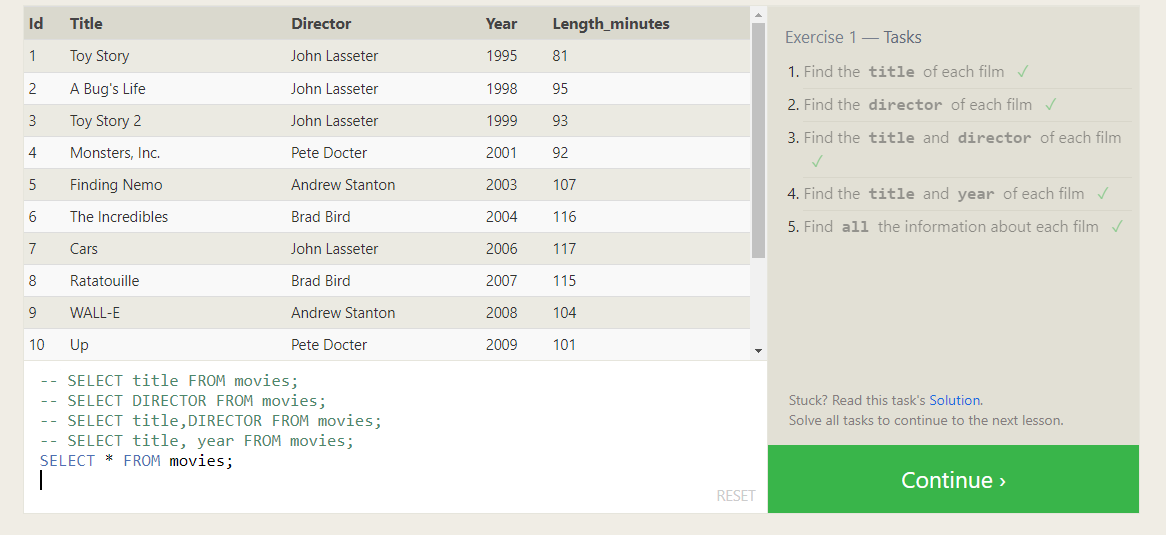 Id Title Director Year Length_minutes
1 Toy Story John Lasseter 1995 81
2 A Bug's Life John Lasseter 1998 95
3 Toy Story 2 John Lasseter 1999 93
4 Monsters, Inc. Pete Docter 2001 92
5 Finding Nemo Andrew Stanton 2003 107
6 The Incredibles Brad Bird 2004 116
7 Cars John Lasseter 2006 117
8 Ratatouille Brad Bird 2007 115
9 WALL-E Andrew Stanton 2008 104
10 Up Pete Docter 2009 101
-- SELECT title FROM movies;
-- SELECT DIRECTOR FROM movies;
-- SELECT title,DIRECTOR FROM movies;
-- SELECT title, year FROM movies;
SELECT * FROM movies;
RESET
Exercise 1 — Tasks
1. Find the title of each film ✓
2. Find the director of each film ✓
3. Find the title and director of each film
✓
4. Find the title and year of each film ✓
5. Find all the information about each film ✓
Stuck? Read this task's Solution.
Solve all tasks to continue to the next lesson.
Continue ›